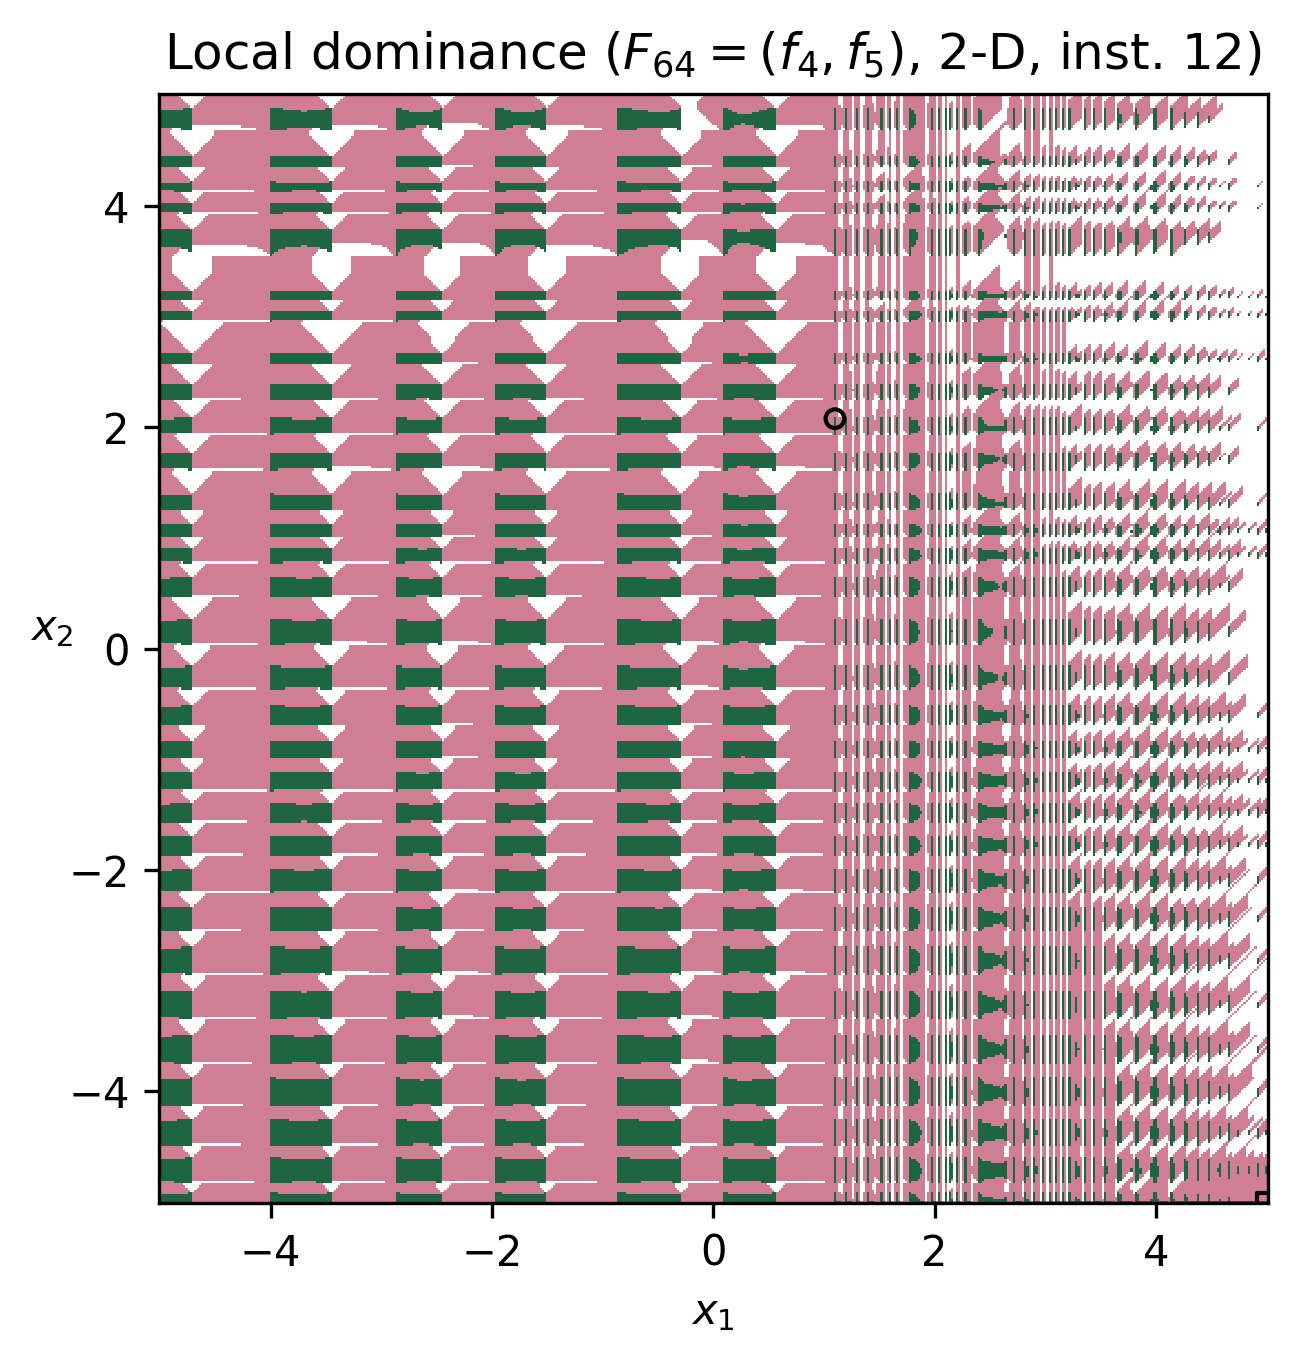 Local dominance (F₆₄ = (f₄, f₅), 2-D, inst. 12)
4
2
0
−2
−4
x₂
−4 −2 0 2 4
x₁